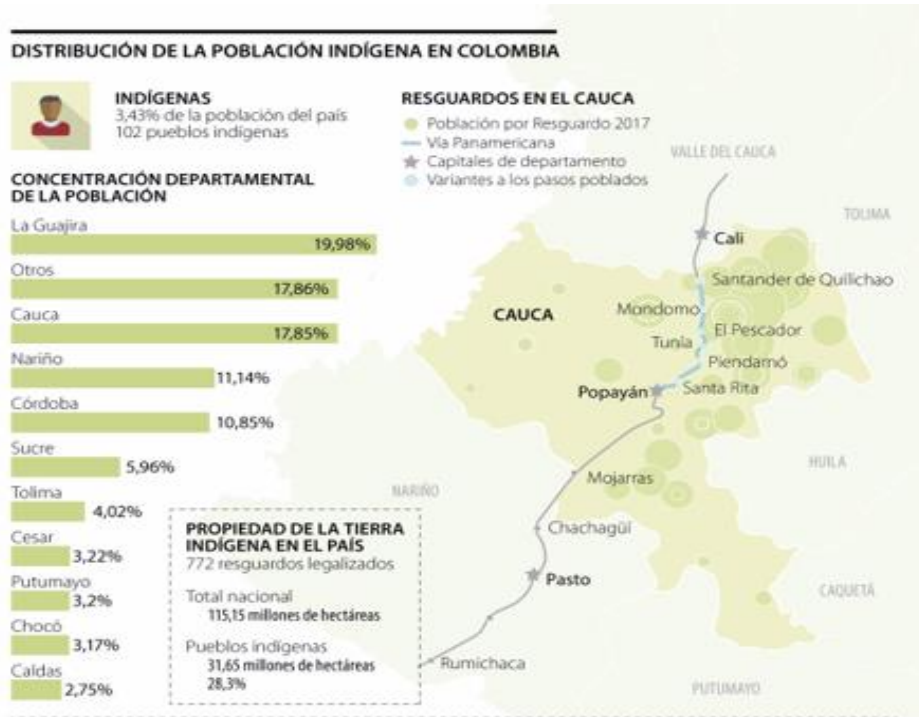 DISTRIBUCIÓN DE LA POBLACIÓN INDÍGENA EN COLOMBIA
INDÍGENAS
3,43% de la población del país
102 pueblos indígenas
CONCENTRACIÓN DEPARTAMENTAL
DE LA POBLACIÓN
La Guajira
19,98%
Otros
17,86%
Cauca
17,85%
Nariño
11,14%
Córdoba
10,85%
Sucre
5,96%
Tolima
4,02%
Cesar
3,22%
Putumayo
3,2%
Chocó
3,17%
Caldas
2,75%
PROPIEDAD DE LA TIERRA
INDÍGENA EN EL PAÍS
772 resguardos legalizados
Total nacional
115,15 millones de hectáreas
Pueblos indígenas
31,65 millones de hectáreas
28,3%
RESGUARDOS EN EL CAUCA
Población por Resguardo 2017
Vía Panamericana
Capitales de departamento
Variantes a los pasos poblados
VALLE DEL CAUCA
TOLIMA
Cali
Santander de Quilichao
CAUCA
Mondomo
El Pescador
Tunía
Piendamó
Popayán
Santa Rita
HUILA
Mojarras
NARIÑO
Chachagüí
Pasto
CAQUETÁ
Rumichaca
PUTUMAYO